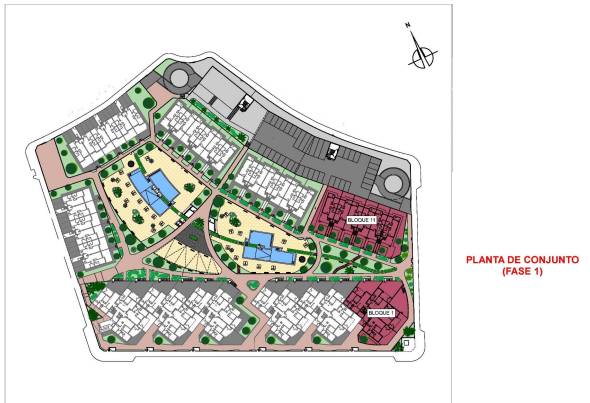 N
BLOQUE 11
PLANTA DE CONJUNTO
(FASE 1)
BLOQUE 1